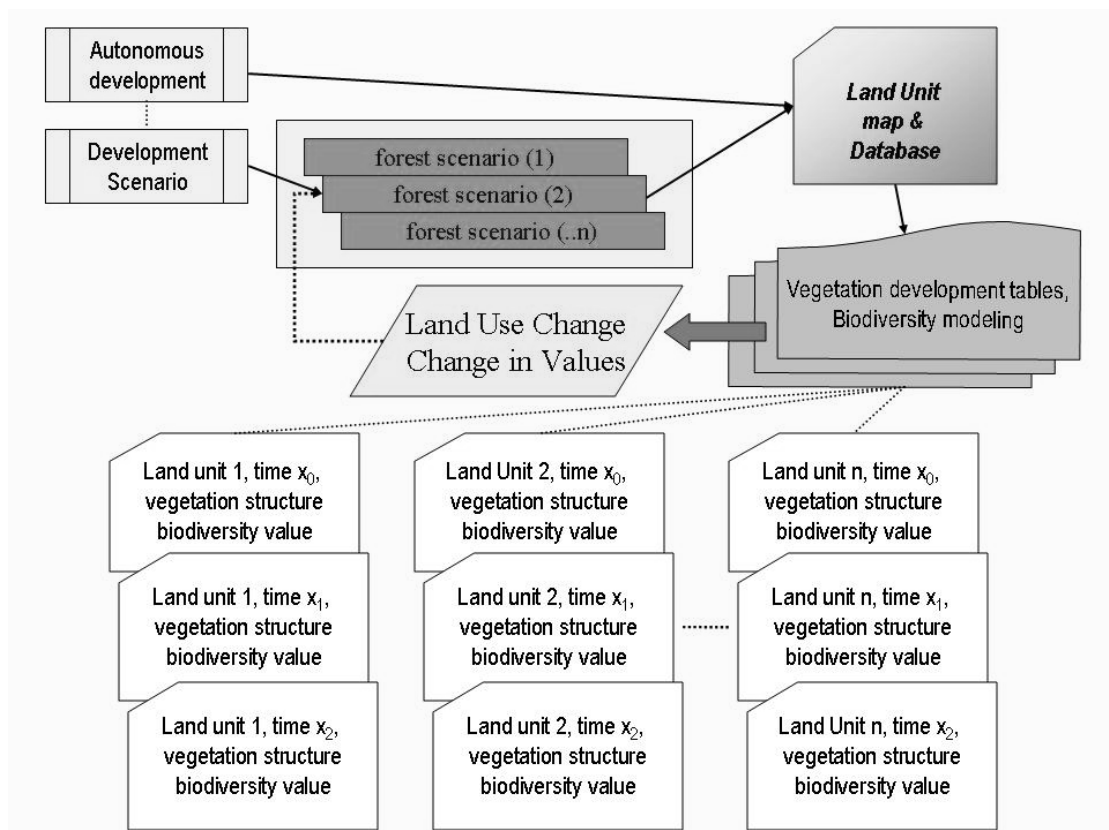 Autonomous
development
Development
Scenario
forest scenario (1)
forest scenario (2)
forest scenario (..n)
Land Unit
map &
Database
Vegetation development tables,
Biodiversity modeling
Land Use Change
Change in Values
Land unit 1, time x₀,
vegetation structure
biodiversity value
Land Unit 2, time x₀,
vegetation structure
biodiversity value
Land unit n, time x₀,
vegetation structure
biodiversity value
Land unit 1, time x₁,
vegetation structure
biodiversity value
Land unit 2, time x₁,
vegetation structure
biodiversity value
Land unit n, time x₁,
vegetation structure
biodiversity value
Land unit 1, time x₂,
vegetation structure
biodiversity value
Land unit 2, time x₂,
vegetation structure
biodiversity value
Land Unit n, time x₂,
vegetation structure
biodiversity value